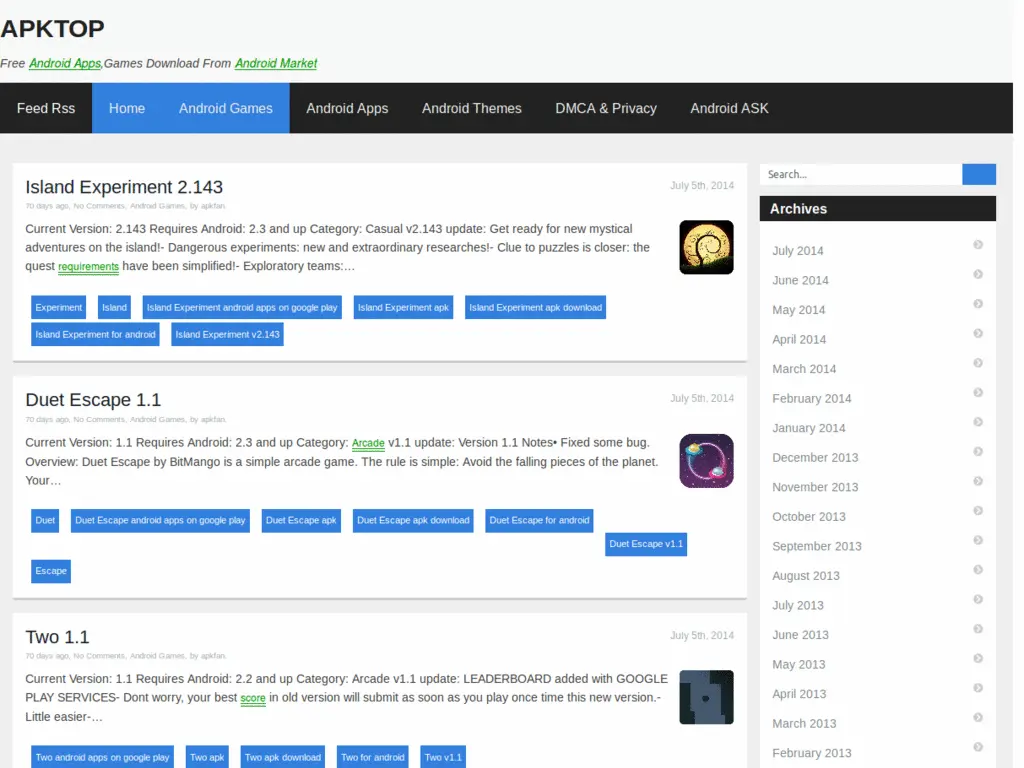 APKTOP
Free Android Apps,Games Download From Android Market
Feed Rss Home Android Games Android Apps Android Themes DMCA & Privacy Android ASK
Island Experiment 2.143
July 5th, 2014
70 days ago, No Comments, Android Games, by apkfan.
Current Version: 2.143 Requires Android: 2.3 and up Category: Casual v2.143 update: Get ready for new mystical
adventures on the island!- Dangerous experiments: new and extraordinary researches!- Clue to puzzles is closer: the
quest requirements have been simplified!- Exploratory teams:…
Experiment Island Island Experiment android apps on google play Island Experiment apk Island Experiment apk download
Island Experiment for android Island Experiment v2.143
Duet Escape 1.1
July 5th, 2014
70 days ago, No Comments, Android Games, by apkfan.
Current Version: 1.1 Requires Android: 2.3 and up Category: Arcade v1.1 update: Version 1.1 Notes• Fixed some bug.
Overview: Duet Escape by BitMango is a simple arcade game. The rule is simple: Avoid the falling pieces of the planet.
Your…
Duet Duet Escape android apps on google play Duet Escape apk Duet Escape apk download Duet Escape for android
Duet Escape v1.1
Escape
Two 1.1
July 5th, 2014
70 days ago, No Comments, Android Games, by apkfan.
Current Version: 1.1 Requires Android: 2.2 and up Category: Arcade v1.1 update: LEADERBOARD added with GOOGLE
PLAY SERVICES- Dont worry, your best score in old version will submit as soon as you play once time this new version.-
Little easier-…
Two android apps on google play Two apk Two apk download Two for android Two v1.1
Search...
Archives
July 2014
June 2014
May 2014
April 2014
March 2014
February 2014
January 2014
December 2013
November 2013
October 2013
September 2013
August 2013
July 2013
June 2013
May 2013
April 2013
March 2013
February 2013